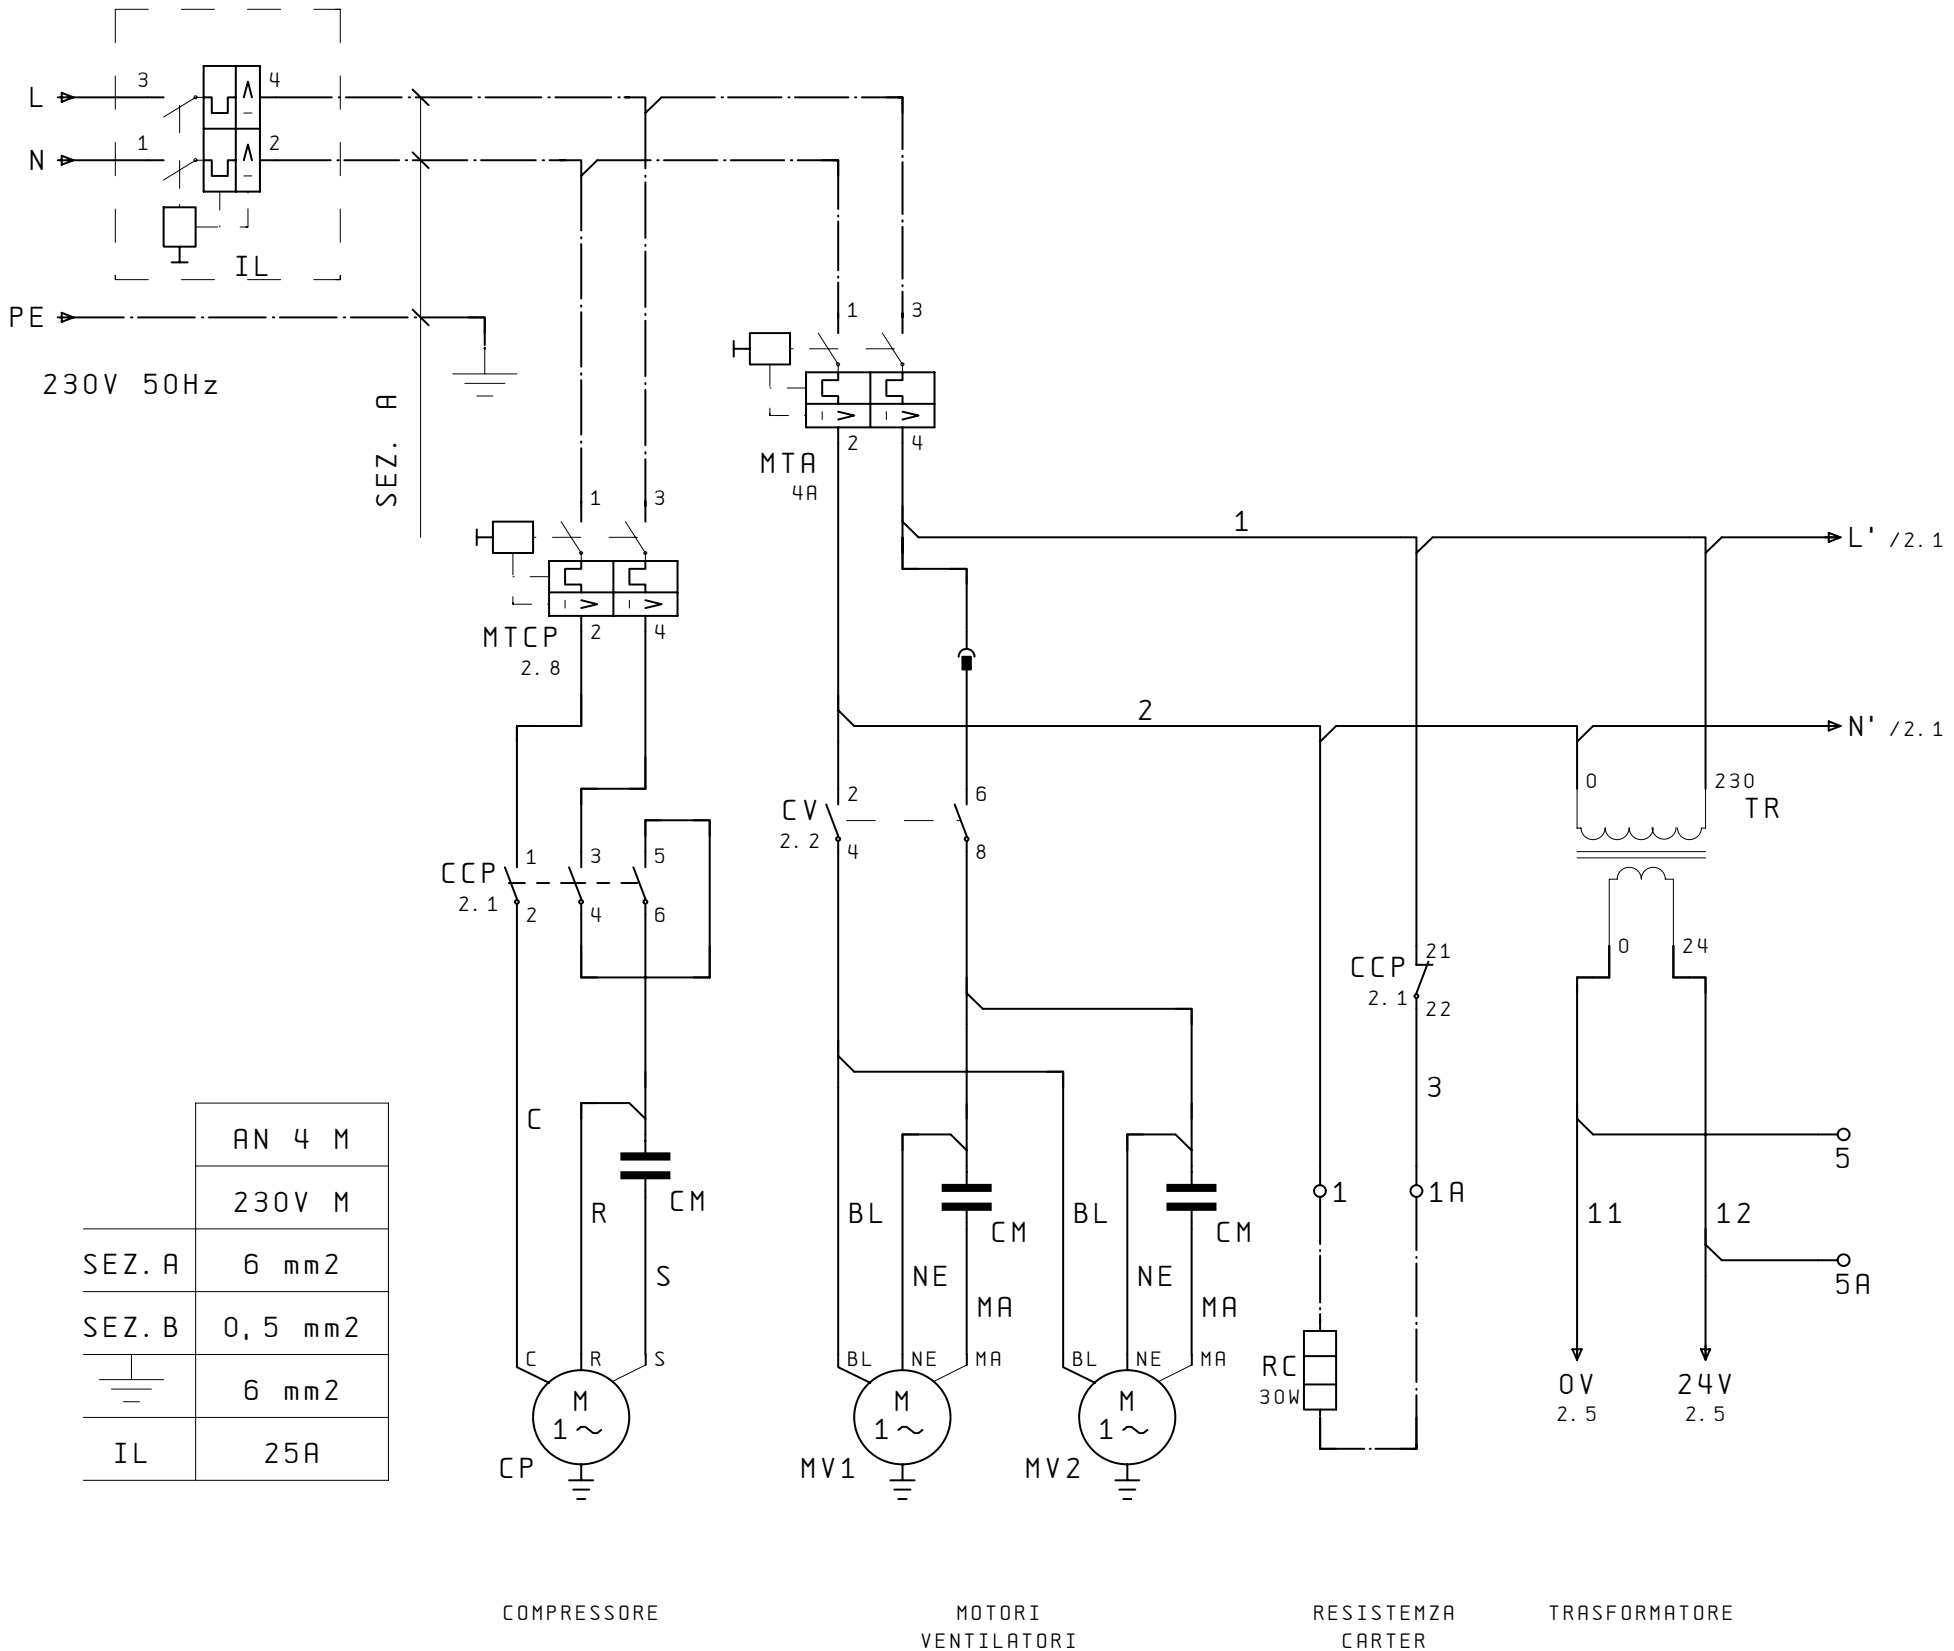 L
3
4
N
1
2
IL
PE
230V 50Hz
SEZ. A
1
3
MTA
4A
2
4
1
3
MTCP
2.8
2
4
1
L' /2.1
2
N' /2.1
0
230
TR
CV
2.2
2
4
6
8
CCP
2.1
1
2
3
4
5
6
0
24
CCP
2.1
21
22
3
C
R
CM
S
BL
CM
NE
MA
BL
CM
NE
MA
1
1A
11
12
5
5A
AN 4 M
230V M
SEZ.A 6 mm2
SEZ.B 0,5 mm2
6 mm2
IL 25A
C
R
S
M
1~
CP
BL
NE
MA
M
1~
MV1
BL
NE
MA
M
1~
MV2
RC
30W
0V
2.5
24V
2.5
COMPRESSORE
MOTORI
VENTILATORI
RESISTEMZA
CARTER
TRASFORMATORE